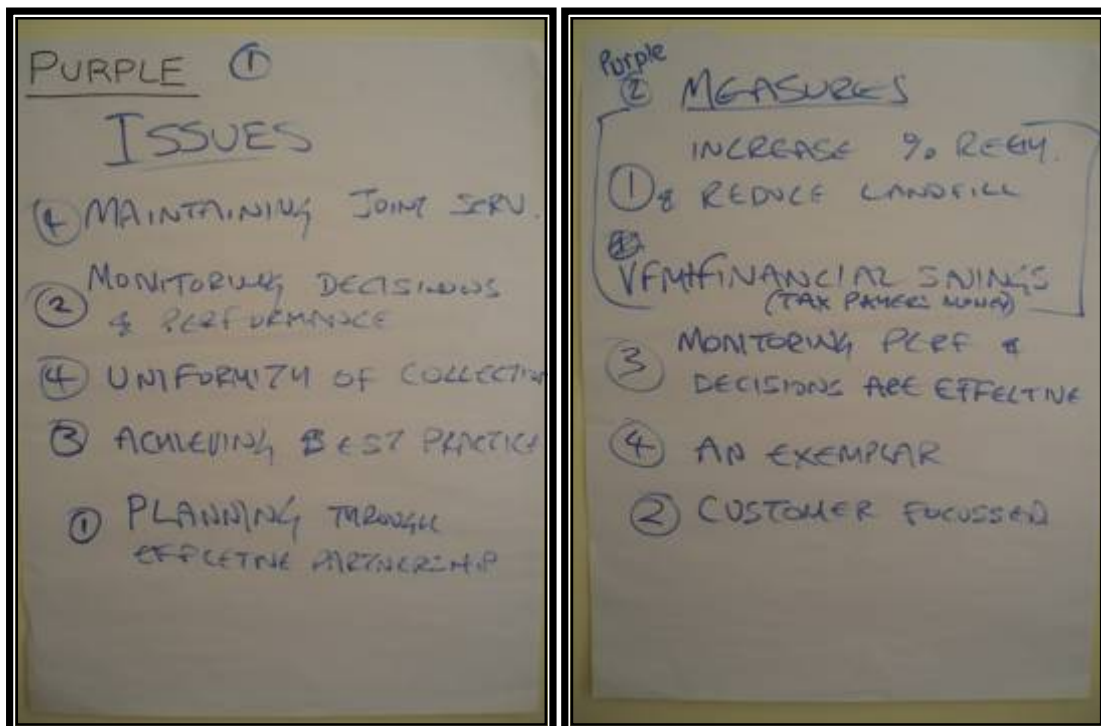 PURPLE ①
ISSUES
④ MAINTAINING JOINT SERV.
② MONITORING DECISIONS
& PERFORMANCE
④ UNIFORMITY OF COLLECTION
③ ACHIEVING BEST PRACTICE
① PLANNING THROUGH
EFFECTIVE PARTNERSHIP
Purple
② MEASURES
INCREASE % RECY.
① & REDUCE LANDFILL
VFM+FINANCIAL SAVINGS
(TAX PAYERS MONEY)
③ MONITORING PERF &
DECISIONS ARE EFFECTIVE
④ AN EXEMPLAR
② CUSTOMER FOCUSSED